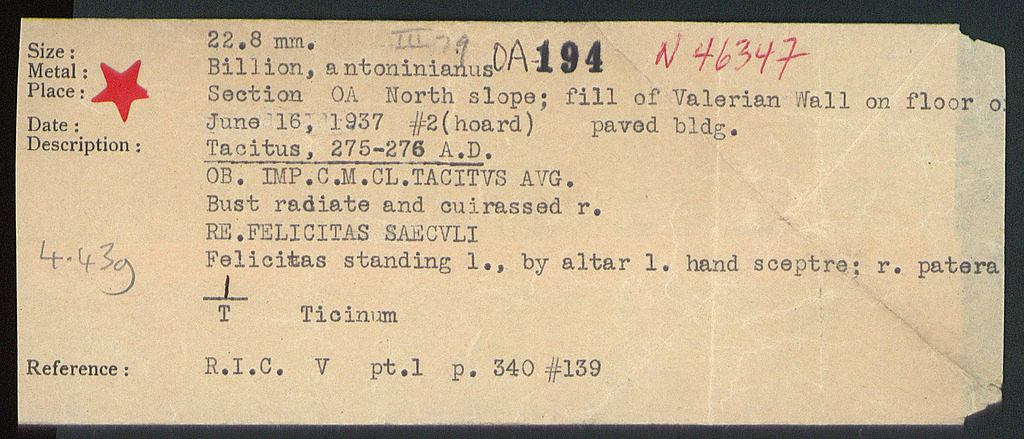 Size : 22.8 mm. III 79 OA-194 N 46347
Metal : Billion, antoninianus
Place : Section OA North slope; fill of Valerian Wall on floor o
Date : June 16, 1937 #2(hoard) paved bldg.
Description : Tacitus, 275-276 A.D.
OB. IMP.C.M.CL.TACITVS AVG.
Bust radiate and cuirassed r.
RE.FELICITAS SAECVLI
4.43g Felicitas standing l., by altar l. hand sceptre; r. patera
T Ticinum
Reference : R.I.C. V pt.l p. 340 #139